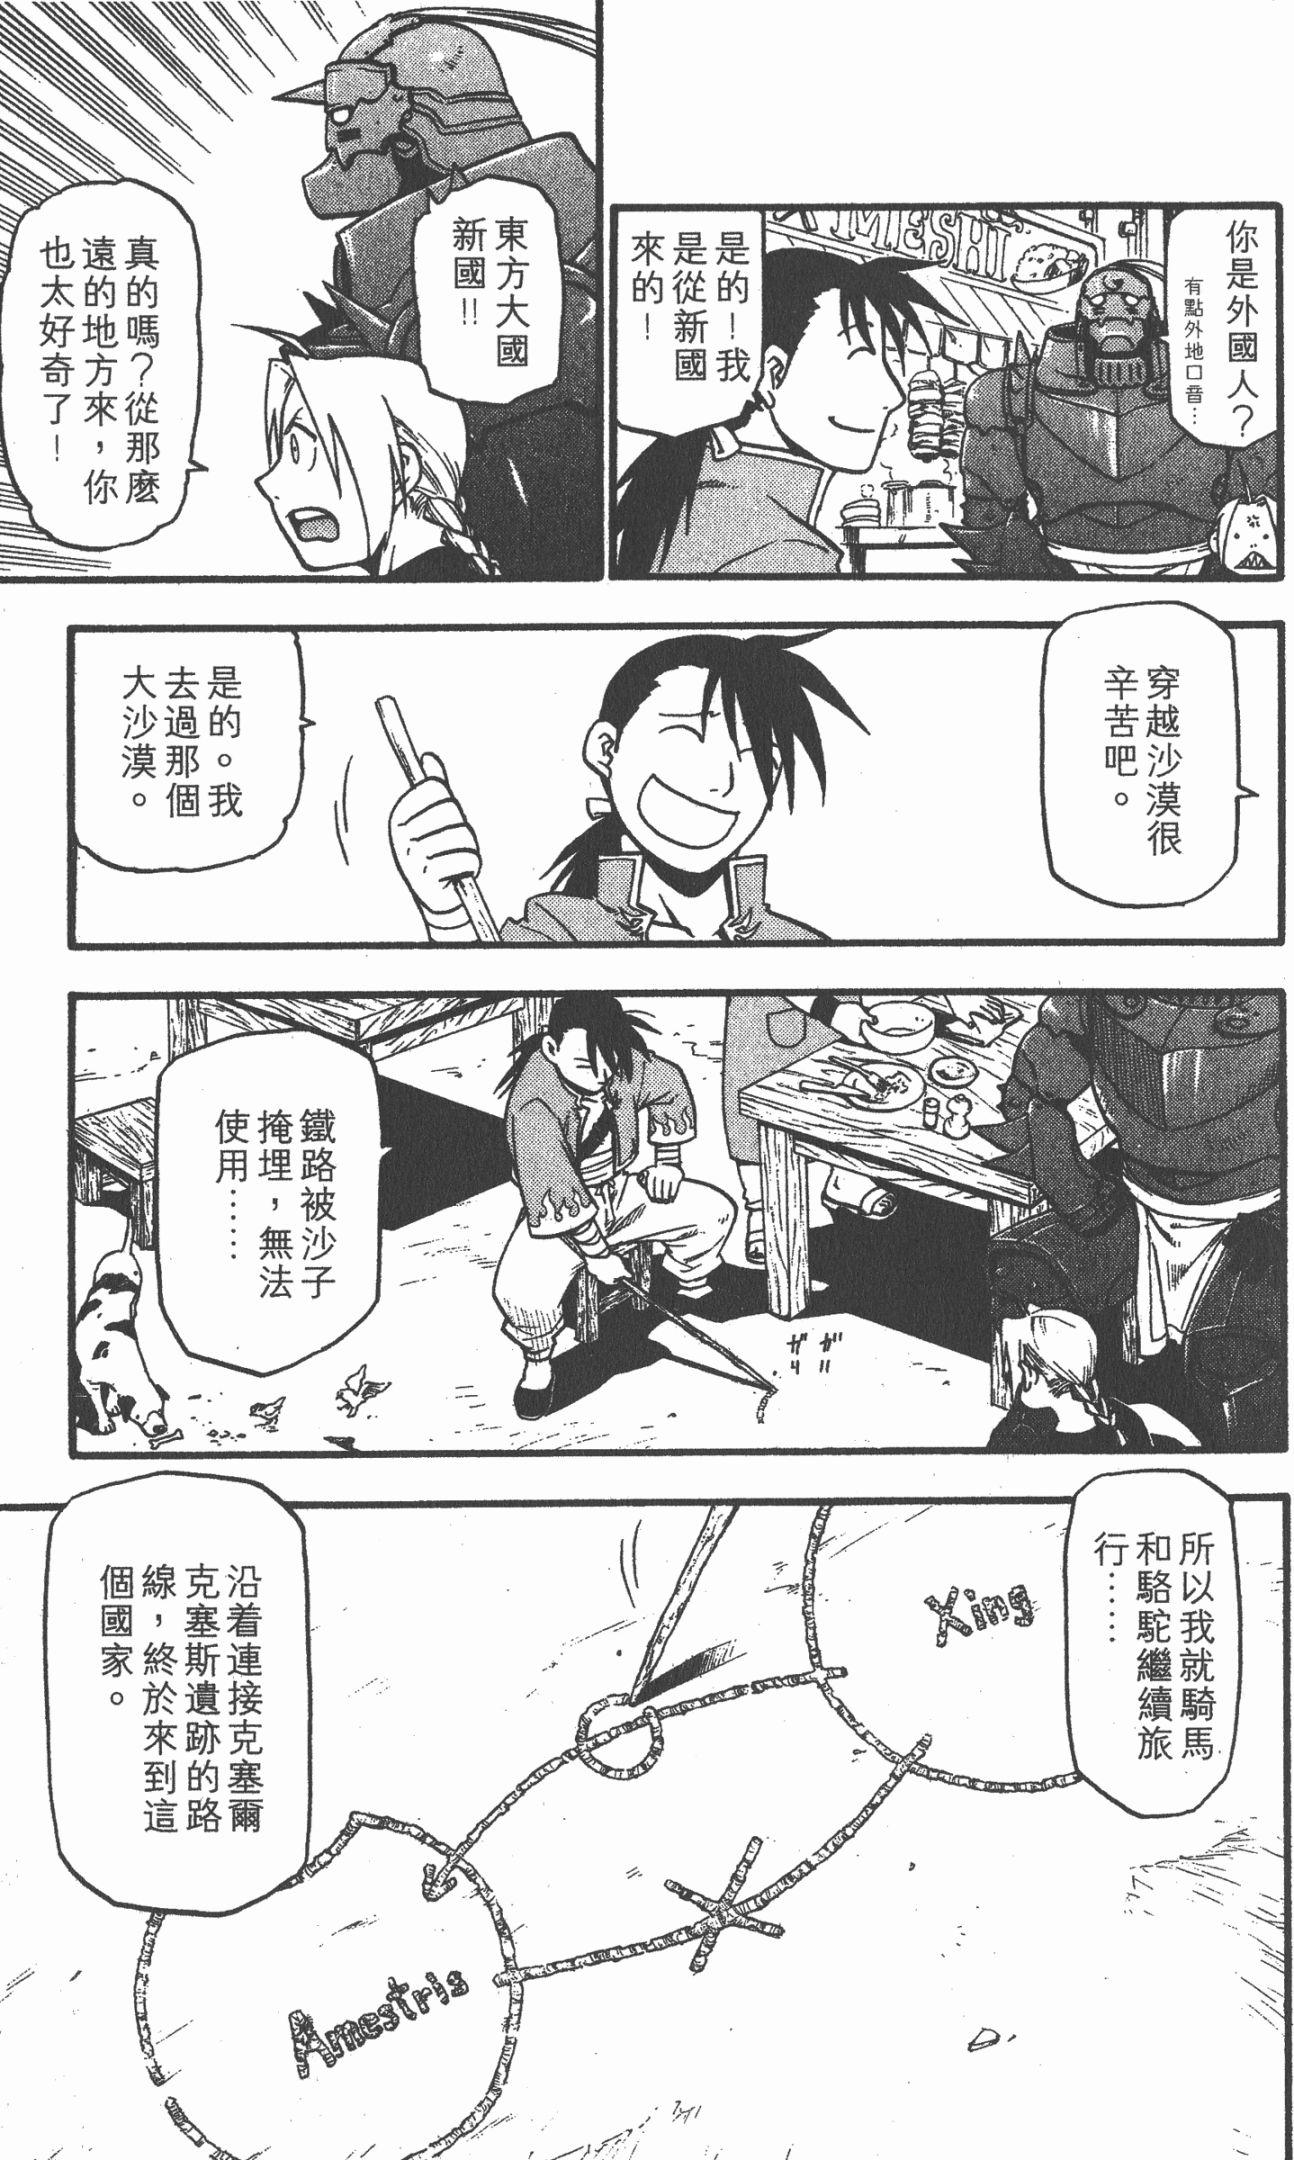 你是外國人？
有點外地口音…
XIMESHI
是的！我
是從新國
來的！
東方大國
新國！！
真的嗎？從那麼
遠的地方來，你
也太好奇了！
穿越沙漠很
辛苦吧。
是的。我
去過那個
大沙漠。
ガリ
ガリ
鐵路被沙子
掩埋，無法
使用……
所以我就騎馬
和駱駝繼續旅
行……
Xing
沿着連接克塞爾
克塞斯遺跡的路
線，終於來到這
個國家。
Amestris